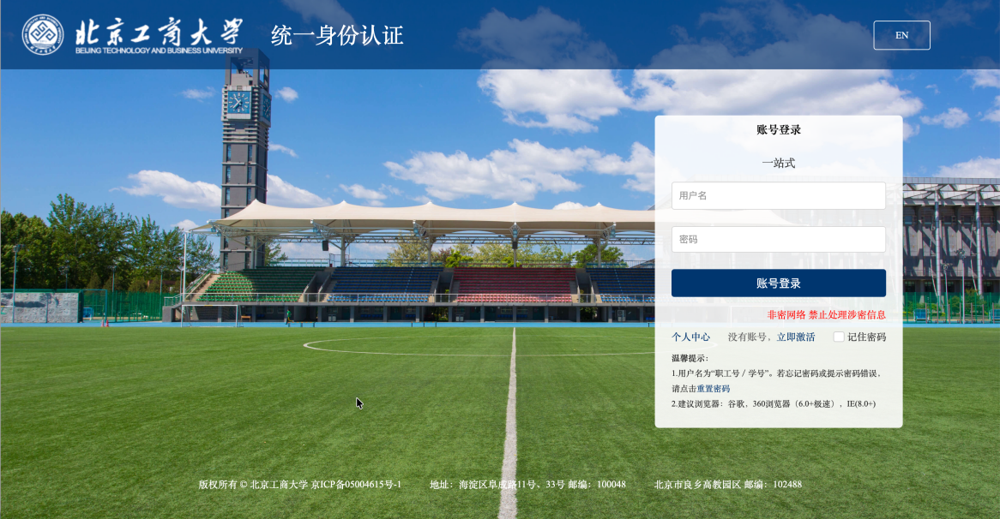 北京工商大学
BEIJING TECHNOLOGY AND BUSINESS UNIVERSITY
统一身份认证
EN
账号登录
一站式
用户名
密码
账号登录
非密网络 禁止处理涉密信息
个人中心 没有账号，立即激活 记住密码
温馨提示：
1.用户名为“职工号 / 学号”。若忘记密码或提示密码错误，
请点击重置密码
2.建议浏览器：谷歌，360浏览器（6.0+极速），IE(8.0+)
版权所有 © 北京工商大学 京ICP备05004615号-1 地址：海淀区阜成路11号、33号 邮编：100048 北京市良乡高教园区 邮编：102488